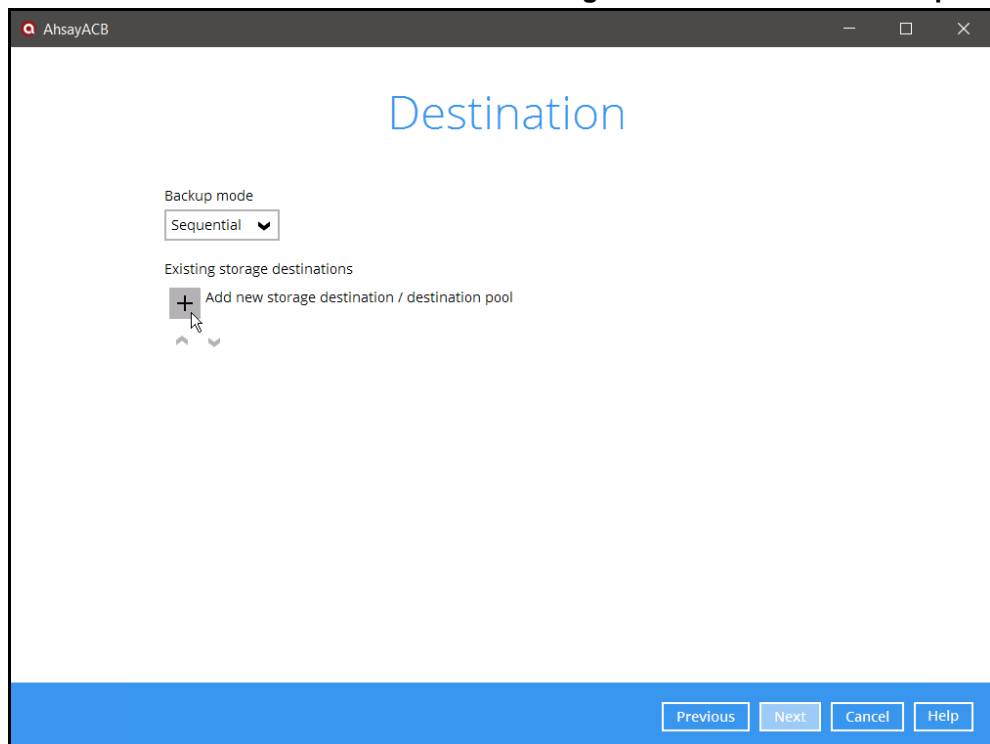 AhsayACB
Destination
Backup mode
Sequential
Existing storage destinations
Add new storage destination / destination pool
Previous Next Cancel Help